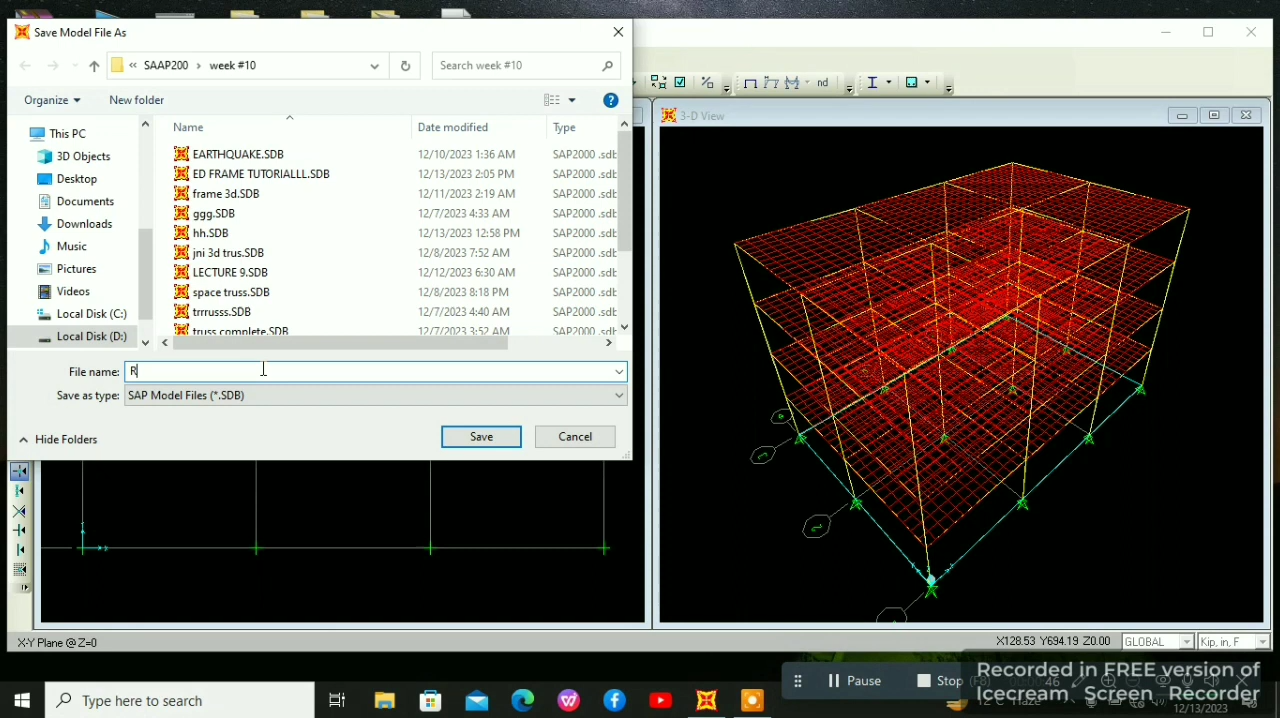 Save Model File As
« SAAP200 › week #10
Search week #10
Organize
New folder
This PC
3D Objects
Desktop
Documents
Downloads
Music
Pictures
Videos
Local Disk (C:)
Local Disk (D:)
Name Date modified Type
EARTHQUAKE.SDB 12/10/2023 1:36 AM SAP2000 .sdb
ED FRAME TUTORIALLL.SDB 12/13/2023 2:05 PM SAP2000 .sdb
frame 3d.SDB 12/11/2023 2:19 AM SAP2000 .sdb
ggg.SDB 12/7/2023 4:33 AM SAP2000 .sdb
hh.SDB 12/13/2023 12:58 PM SAP2000 .sdb
jni 3d trus.SDB 12/8/2023 7:52 AM SAP2000 .sdb
LECTURE 9.SDB 12/12/2023 6:30 AM SAP2000 .sdb
space truss.SDB 12/8/2023 8:18 PM SAP2000 .sdb
trrrusss.SDB 12/7/2023 4:40 AM SAP2000 .sdb
truss complete.SDB 12/7/2023 3:52 AM SAP2000 .sdb
File name: R
Save as type: SAP Model Files (*.SDB)
Hide Folders
Save
Cancel
nd
3-D View
X-Y Plane @ Z=0
X128.53 Y694.19 Z0.00
GLOBAL
Kip, in, F
Pause
Stop
Recorded in FREE version of
Icecream Screen Recorder
Type here to search
12°C Haze
12/13/2023